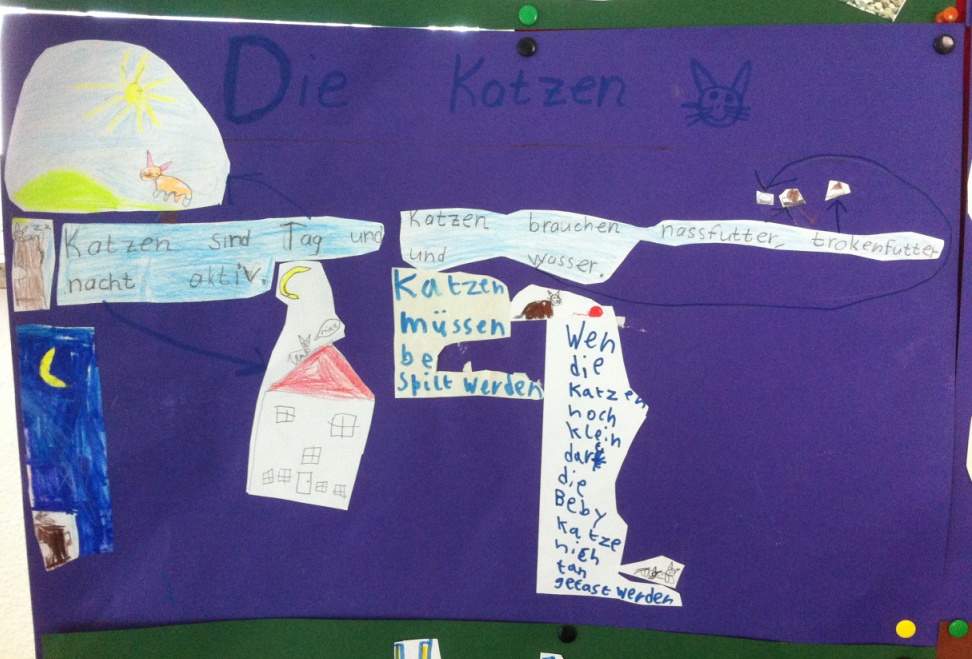 Die Katzen
Katzen sind Tag und
nacht aktiv.
Katzen brauchen nassfutter, trokenfutter
und wasser.
Katzen
müssen
be
spilt werden
Wen
die
Katzen
noch
klein
darf
die
Beby
Katze
nich
tan
getast werden